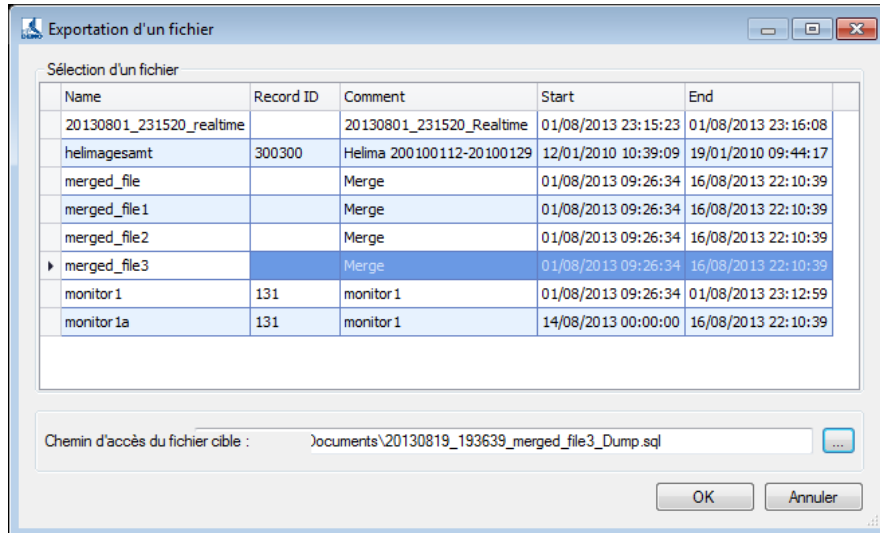 Exportation d'un fichier
Sélection d'un fichier
Name Record ID Comment Start End
20130801_231520_realtime 20130801_231520_Realtime 01/08/2013 23:15:23 01/08/2013 23:16:08
helimagesamt 300300 Helima 200100112-20100129 12/01/2010 10:39:09 19/01/2010 09:44:17
merged_file Merge 01/08/2013 09:26:34 16/08/2013 22:10:39
merged_file1 Merge 01/08/2013 09:26:34 16/08/2013 22:10:39
merged_file2 Merge 01/08/2013 09:26:34 16/08/2013 22:10:39
merged_file3 Merge 01/08/2013 09:26:34 16/08/2013 22:10:39
monitor1 131 monitor1 01/08/2013 09:26:34 01/08/2013 23:12:59
monitor1a 131 monitor1 14/08/2013 00:00:00 16/08/2013 22:10:39
Chemin d'accès du fichier cible : Documents\20130819_193639_merged_file3_Dump.sql ...
OK Annuler